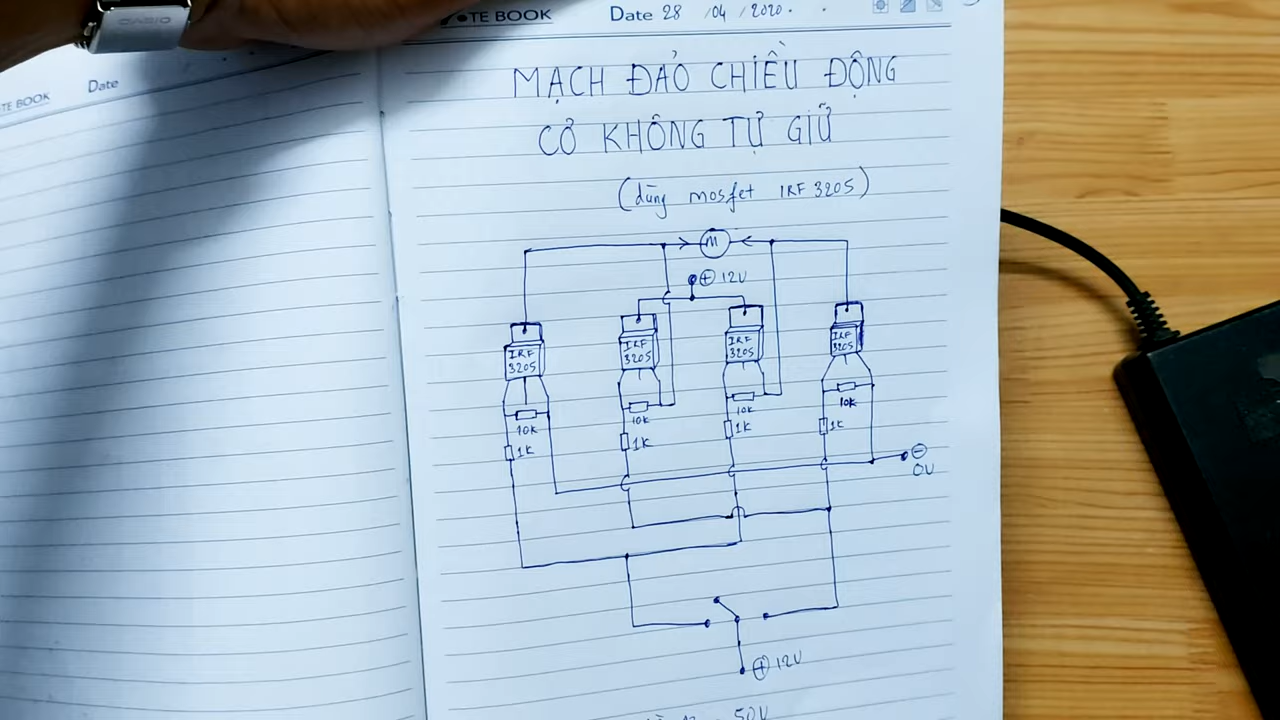 CASIO
TE BOOK
Date
TE BOOK
Date 28 /04 /2020.
MẠCH ĐẢO CHIỀU ĐỘNG
CƠ KHÔNG TỰ GIỮ
(dùng mosfet IRF 3205)
M
+ 12V
IRF
3205
IRF
3205
IRF
3205
IRF
3205
10K
10K
10K
10K
1K
1K
1K
1K
−
0V
+ 12V
50V